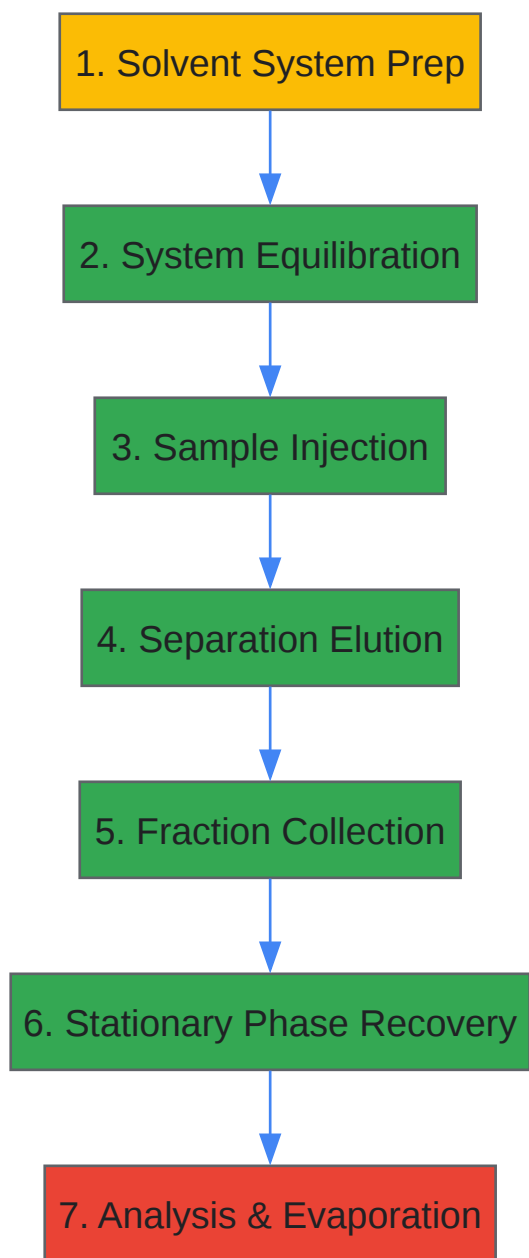 1. Solvent System Prep
2. System Equilibration
3. Sample Injection
4. Separation Elution
5. Fraction Collection
6. Stationary Phase Recovery
7. Analysis & Evaporation